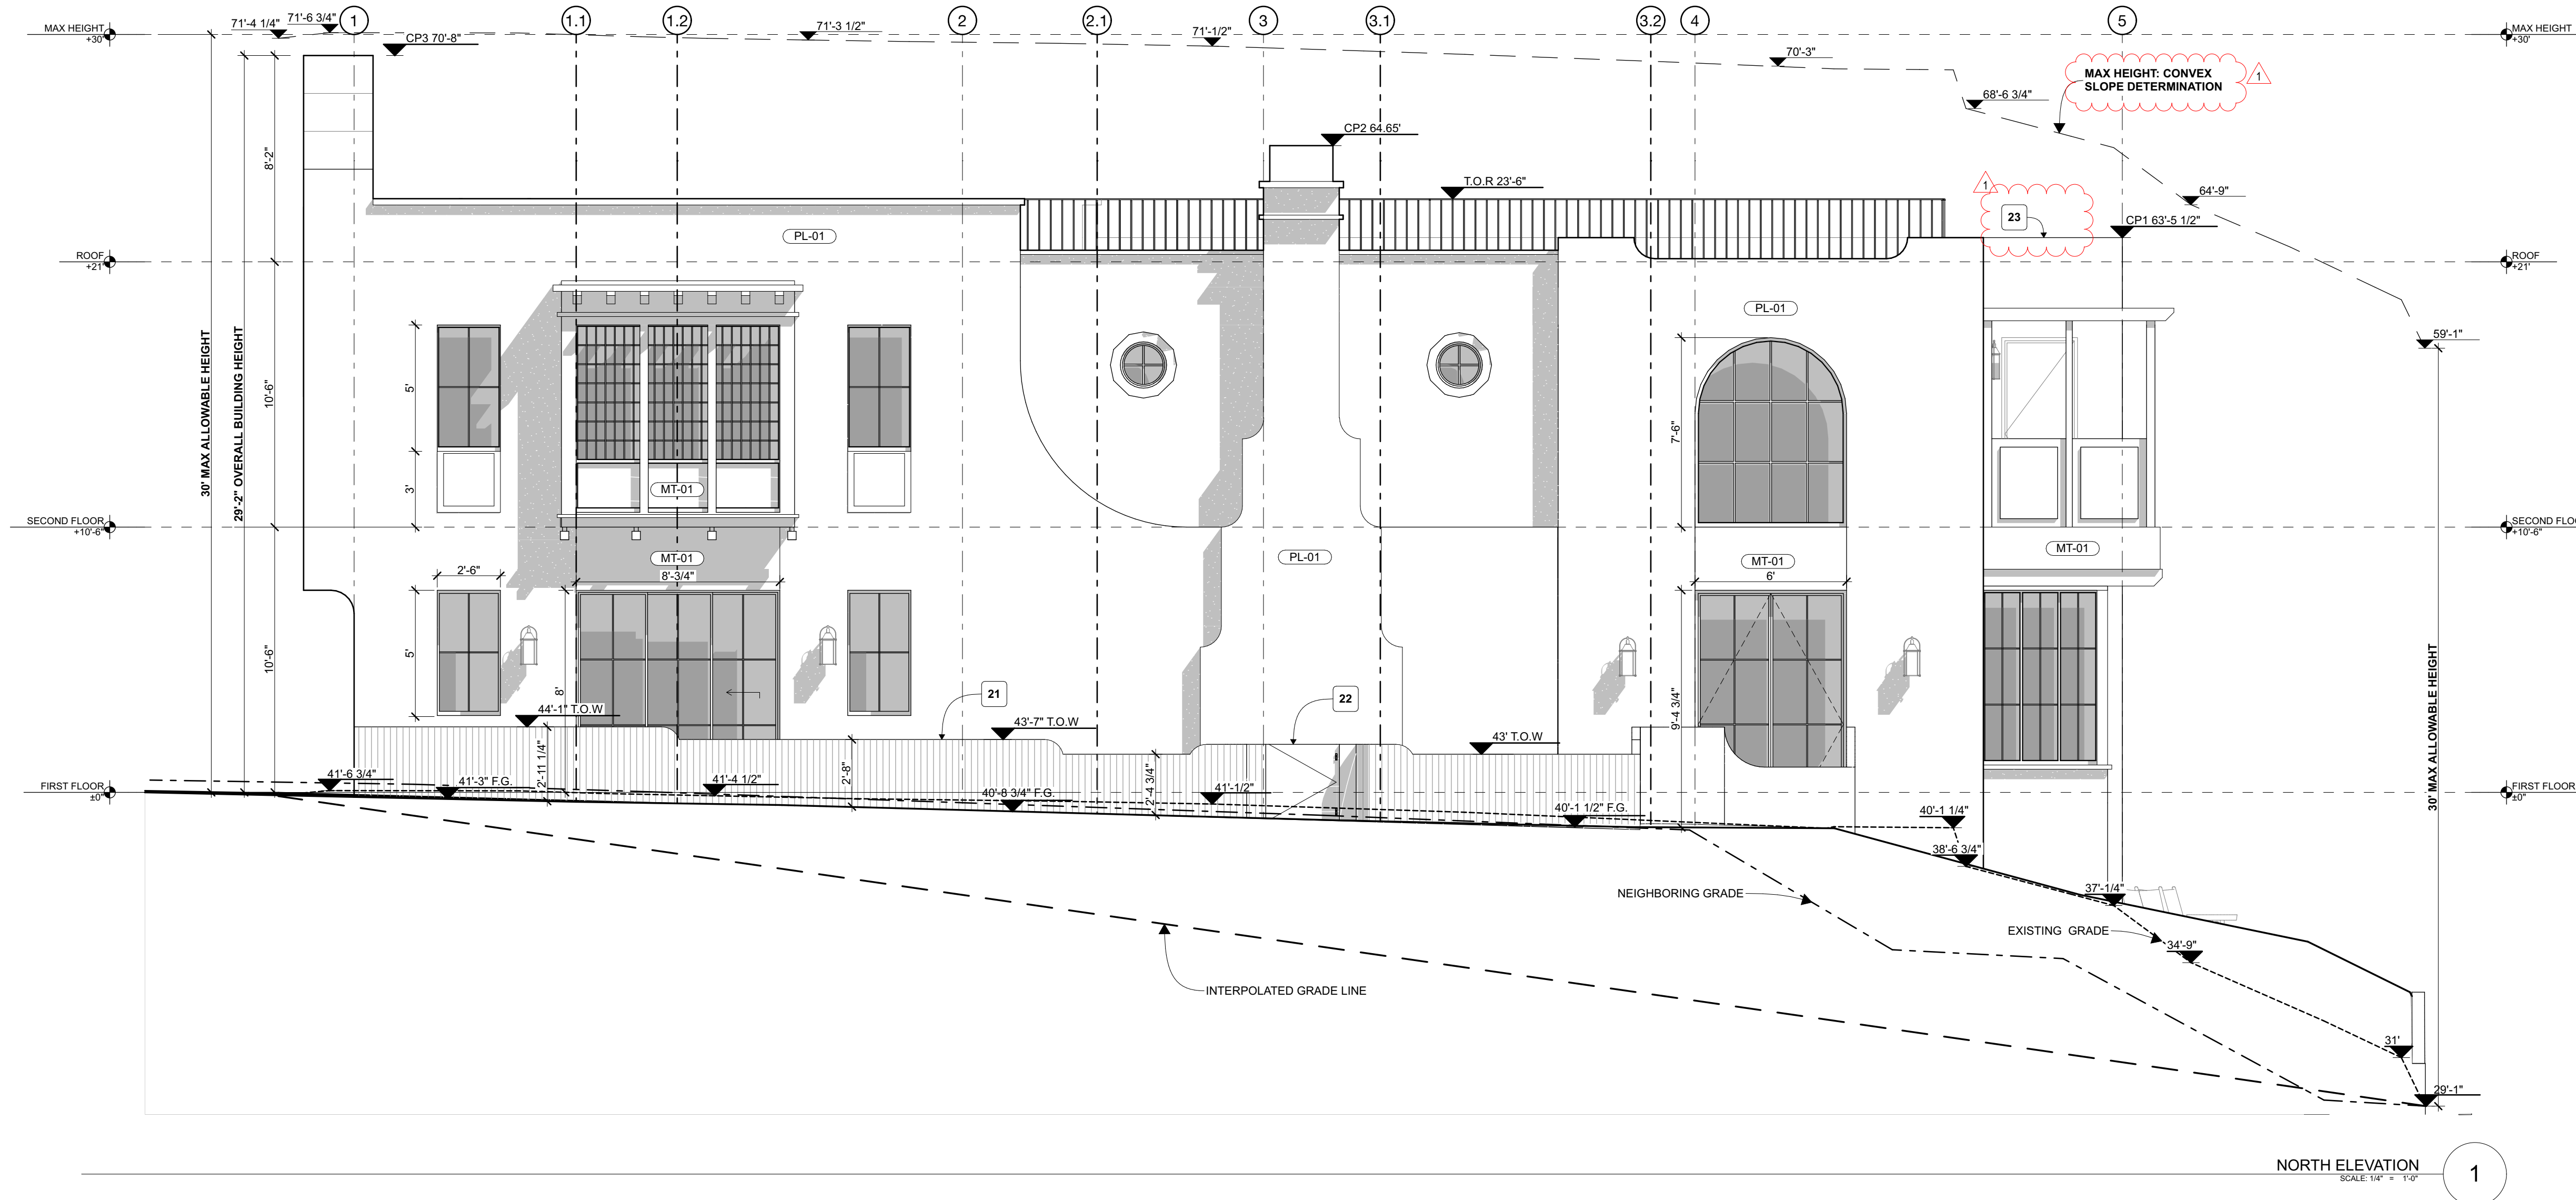 1
1.1
1.2
2
2.1
3
3.1
3.2
4
5
MAX HEIGHT
+30'
71'-4 1/4"
71'-6 3/4"
CP3 70'-8"
71'-3 1/2"
71'-1/2"
70'-3"
MAX HEIGHT
+30'
MAX HEIGHT: CONVEX
SLOPE DETERMINATION
1
68'-6 3/4"
CP2 64.65'
8'-2"
T.O.R 23'-6"
1
23
64'-9"
CP1 63'-5 1/2"
PL-01
ROOF
+21'
ROOF
+21'
PL-01
59'-1"
30' MAX ALLOWABLE HEIGHT
29'-2" OVERALL BUILDING HEIGHT
10'-6"
5'
3'
7'-6"
MT-01
SECOND FLOOR
+10'-6"
SECOND FLO
+10'-6"
MT-01
8'-3/4"
PL-01
MT-01
6'
MT-01
2'-6"
10'-6"
5'
8'
9'-4 3/4"
30' MAX ALLOWABLE HEIGHT
21
22
44'-1" T.O.W
43'-7" T.O.W
43' T.O.W
2'-11 1/4"
2'-8"
2'-4 3/4"
FIRST FLOOR
±0"
41'-6 3/4"
41'-3" F.G.
41'-4 1/2"
40'-8 3/4" F.G.
41'-1/2"
40'-1 1/2" F.G.
40'-1 1/4"
FIRST FLOOR
±0"
38'-6 3/4"
37'-1/4"
NEIGHBORING GRADE
EXISTING GRADE
34'-9"
INTERPOLATED GRADE LINE
31'
29'-1"
NORTH ELEVATION
SCALE: 1/4" = 1'-0"
1